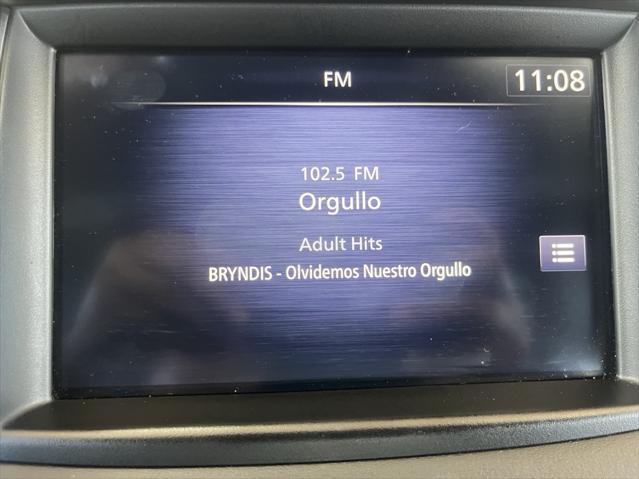 FM
11:08
102.5 FM
Orgullo
Adult Hits
BRYNDIS - Olvidemos Nuestro Orgullo